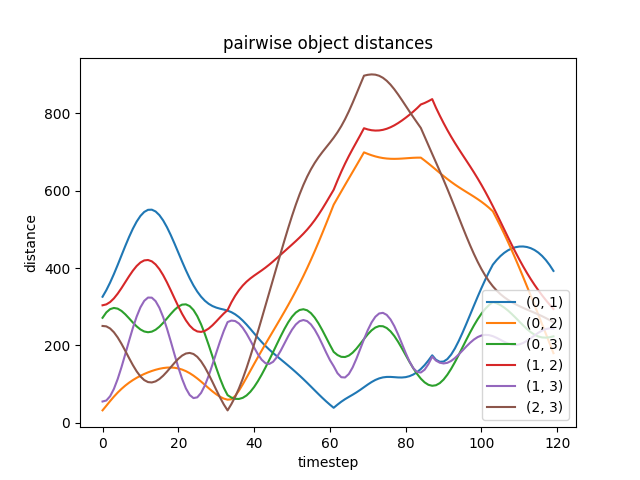 pairwise object distances
distance
800
600
400
200
0
0 20 40 60 80 100 120
timestep
(0, 1)
(0, 2)
(0, 3)
(1, 2)
(1, 3)
(2, 3)